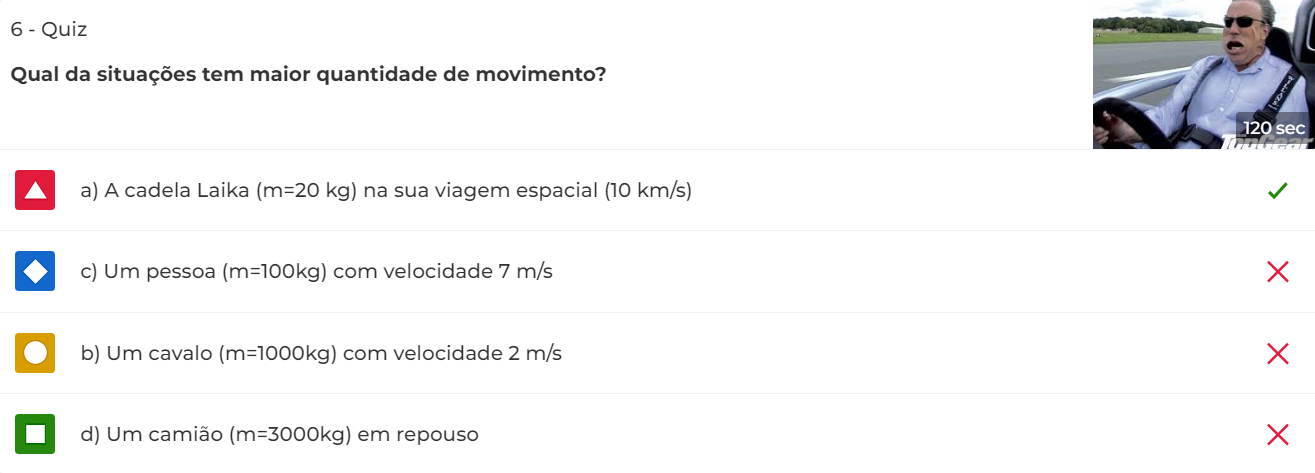 6 - Quiz
Qual da situações tem maior quantidade de movimento?
120 sec
TopGear
a) A cadela Laika (m=20 kg) na sua viagem espacial (10 km/s)
c) Um pessoa (m=100kg) com velocidade 7 m/s
b) Um cavalo (m=1000kg) com velocidade 2 m/s
d) Um camião (m=3000kg) em repouso